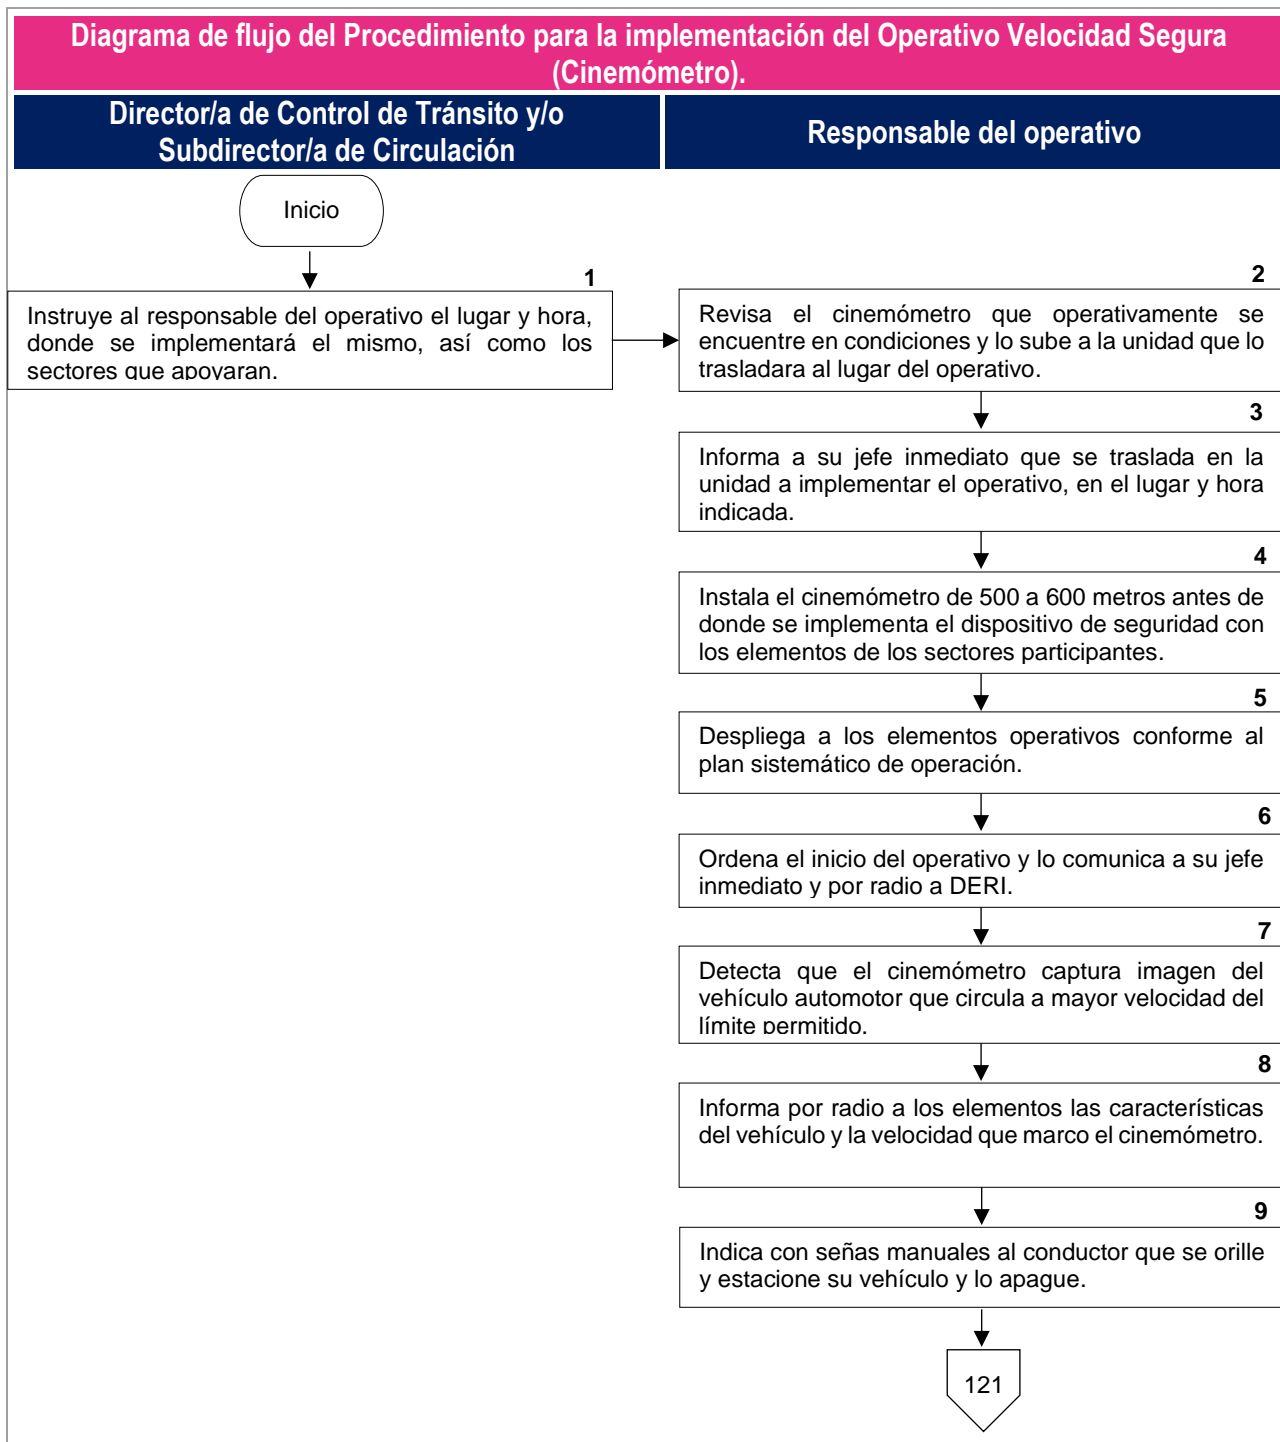 Diagrama de flujo del Procedimiento para la implementación del Operativo Velocidad Segura
(Cinemómetro).
Director/a de Control de Tránsito y/o
Subdirector/a de Circulación
Responsable del operativo
Inicio
1
Instruye al responsable del operativo el lugar y hora,
donde se implementará el mismo, así como los
sectores que apoyaran.
2
Revisa el cinemómetro que operativamente se
encuentre en condiciones y lo sube a la unidad que lo
trasladara al lugar del operativo.
3
Informa a su jefe inmediato que se traslada en la
unidad a implementar el operativo, en el lugar y hora
indicada.
4
Instala el cinemómetro de 500 a 600 metros antes de
donde se implementa el dispositivo de seguridad con
los elementos de los sectores participantes.
5
Despliega a los elementos operativos conforme al
plan sistemático de operación.
6
Ordena el inicio del operativo y lo comunica a su jefe
inmediato y por radio a DERI.
7
Detecta que el cinemómetro captura imagen del
vehículo automotor que circula a mayor velocidad del
límite permitido.
8
Informa por radio a los elementos las características
del vehículo y la velocidad que marco el cinemómetro.
9
Indica con señas manuales al conductor que se orille
y estacione su vehículo y lo apague.
121